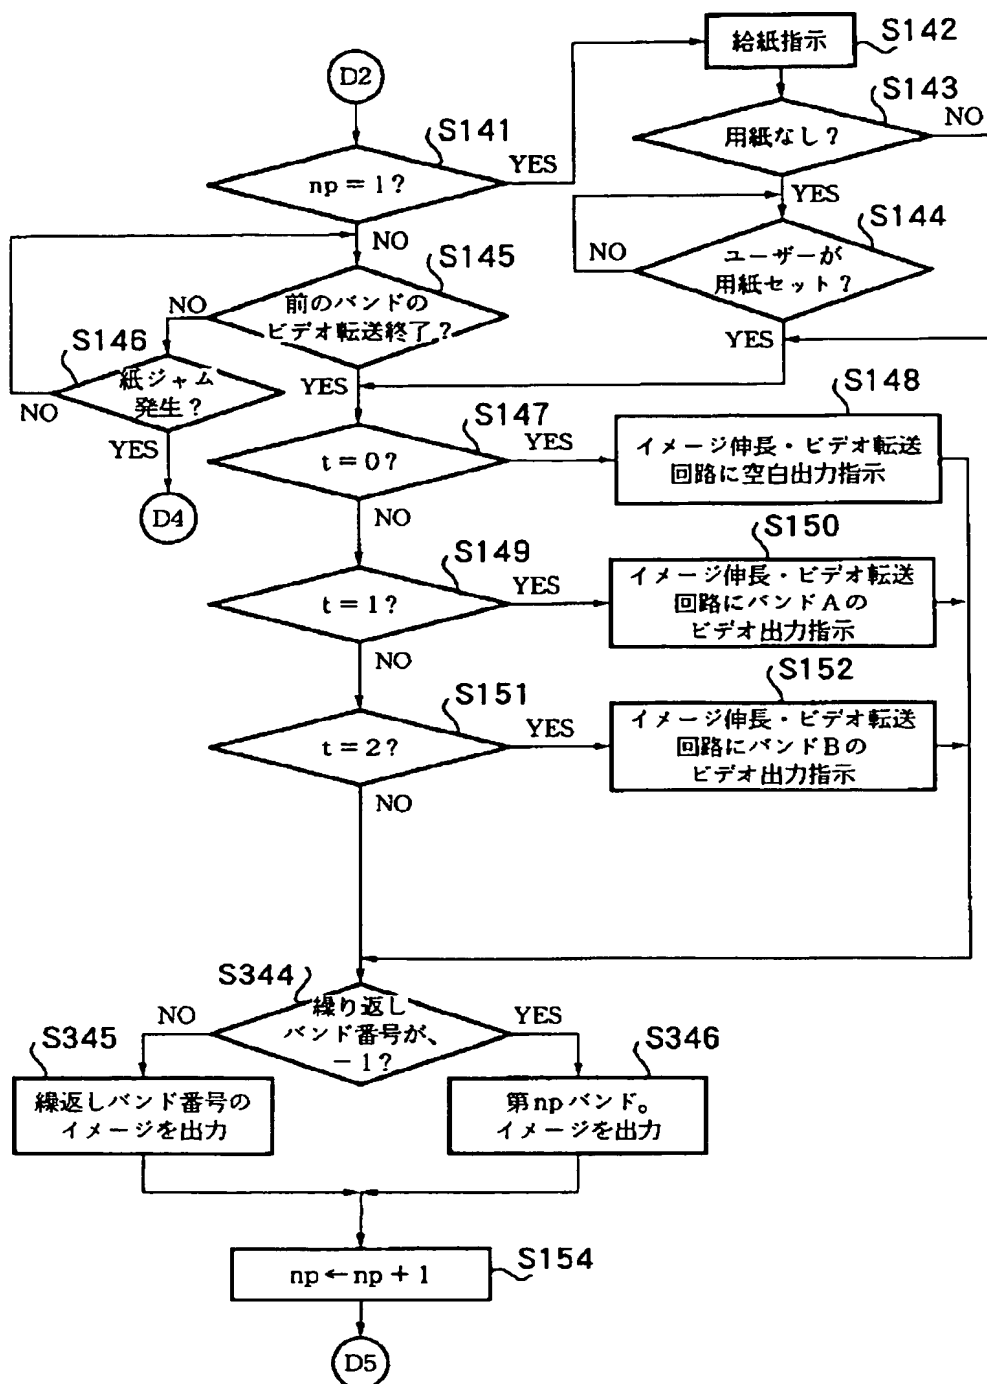 D2
S141
np=1?
YES
NO
給紙指示
S142
S143
用紙なし?
NO
YES
S144
ユーザーが
用紙セット?
NO
YES
S145
前のバンドの
ビデオ転送終了?
NO
YES
S146
紙ジャム
発生?
NO
YES
D4
S147
t=0?
YES
NO
S148
イメージ伸長・ビデオ転送
回路に空白出力指示
S149
t=1?
YES
NO
S150
イメージ伸長・ビデオ転送
回路にバンドAの
ビデオ出力指示
S151
t=2?
YES
NO
S152
イメージ伸長・ビデオ転送
回路にバンドBの
ビデオ出力指示
S344
繰り返し
バンド番号が、
-1?
NO
YES
S345
繰返しバンド番号の
イメージを出力
S346
第npバンド。
イメージを出力
np←np+1
S154
D5